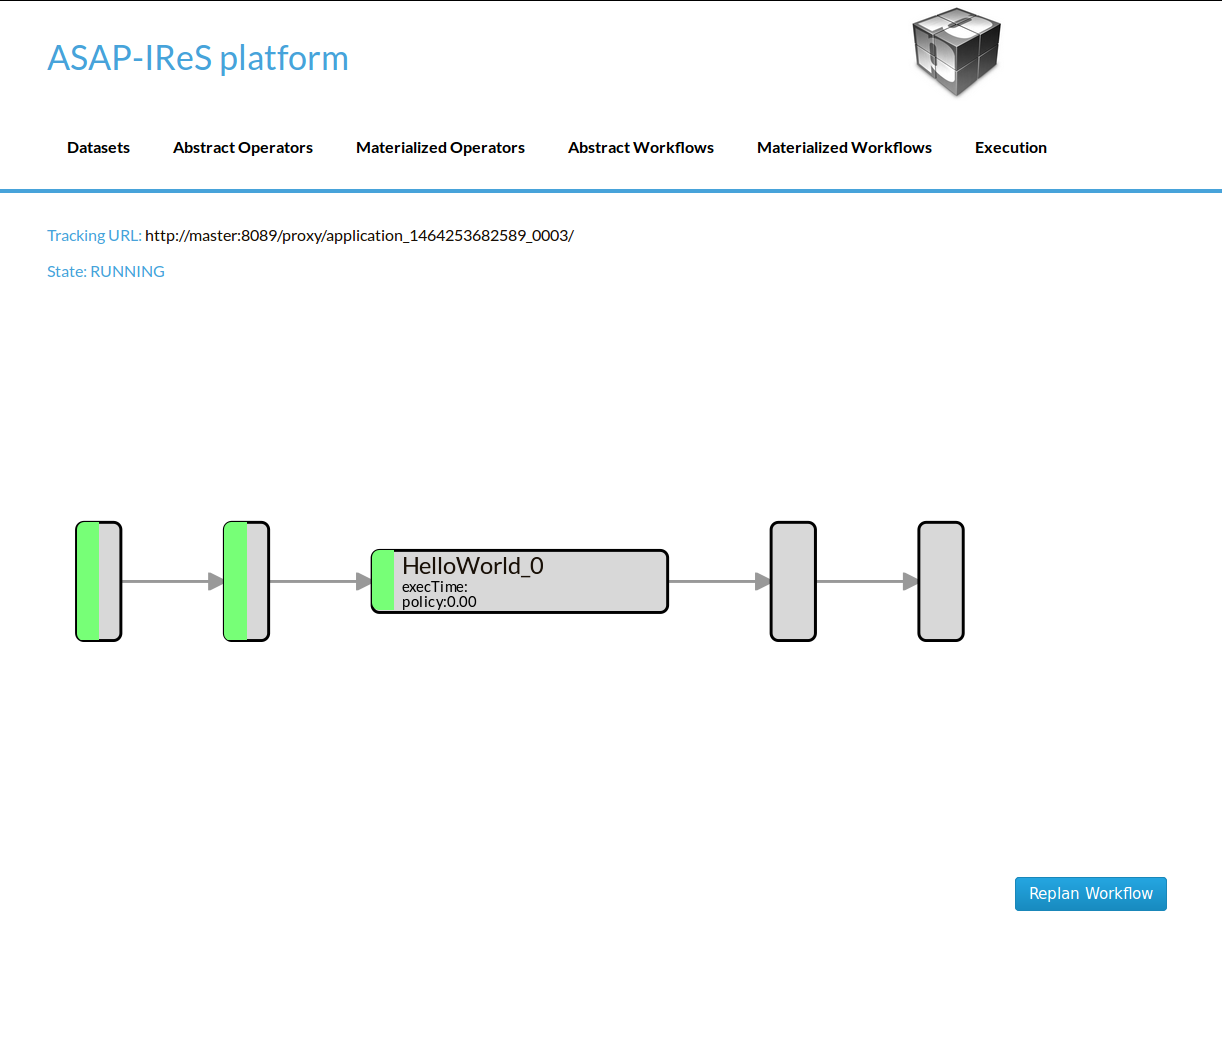 ASAP-IReS platform
Datasets Abstract Operators Materialized Operators Abstract Workflows Materialized Workflows Execution
Tracking URL: http://master:8089/proxy/application_1464253682589_0003/
State: RUNNING
HelloWorld_0
execTime:
policy:0.00
Replan Workflow